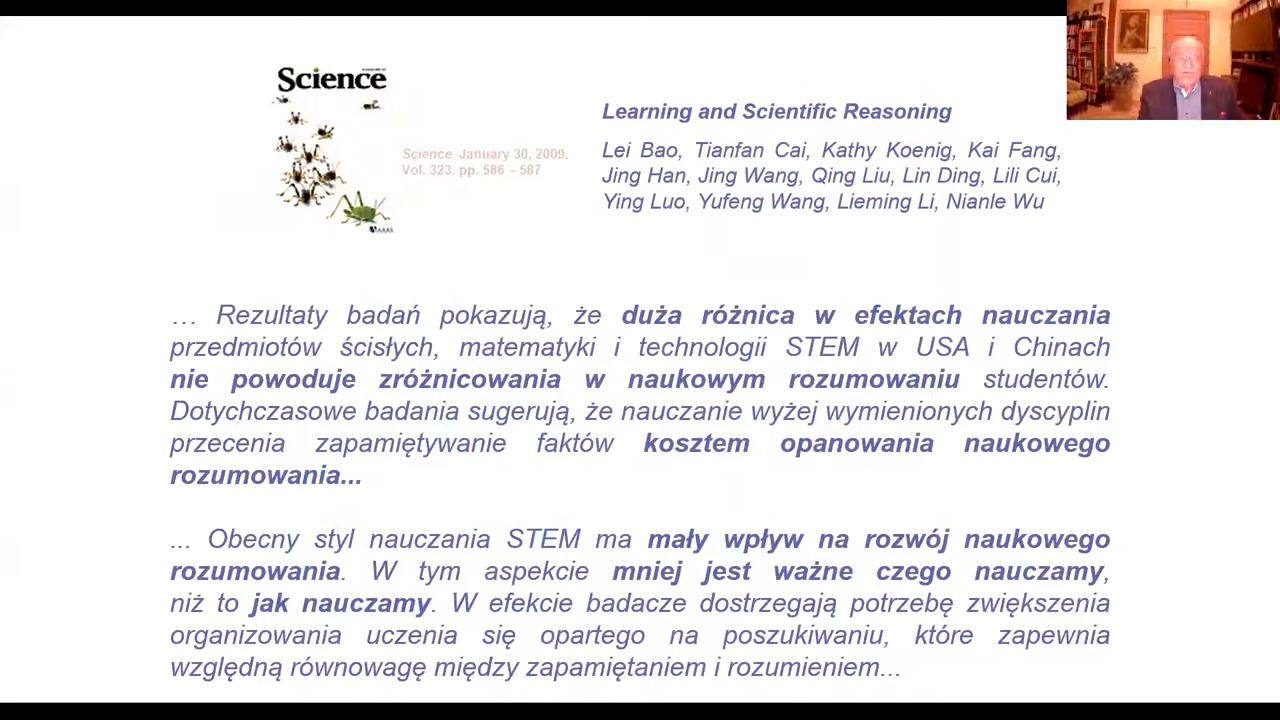 Science
Science January 30, 2009.
Vol. 323. pp. 586 – 587
Learning and Scientific Reasoning
Lei Bao, Tianfan Cai, Kathy Koenig, Kai Fang,
Jing Han, Jing Wang, Qing Liu, Lin Ding, Lili Cui,
Ying Luo, Yufeng Wang, Lieming Li, Nianle Wu
AAAS
... Rezultaty badań pokazują, że duża różnica w efektach nauczania
przedmiotów ścisłych, matematyki i technologii STEM w USA i Chinach
nie powoduje zróżnicowania w naukowym rozumowaniu studentów.
Dotychczasowe badania sugerują, że nauczanie wyżej wymienionych dyscyplin
przecenia zapamiętywanie faktów kosztem opanowania naukowego
rozumowania...
... Obecny styl nauczania STEM ma mały wpływ na rozwój naukowego
rozumowania. W tym aspekcie mniej jest ważne czego nauczamy,
niż to jak nauczamy. W efekcie badacze dostrzegają potrzebę zwiększenia
organizowania uczenia się opartego na poszukiwaniu, które zapewnia
względną równowagę między zapamiętaniem i rozumieniem...